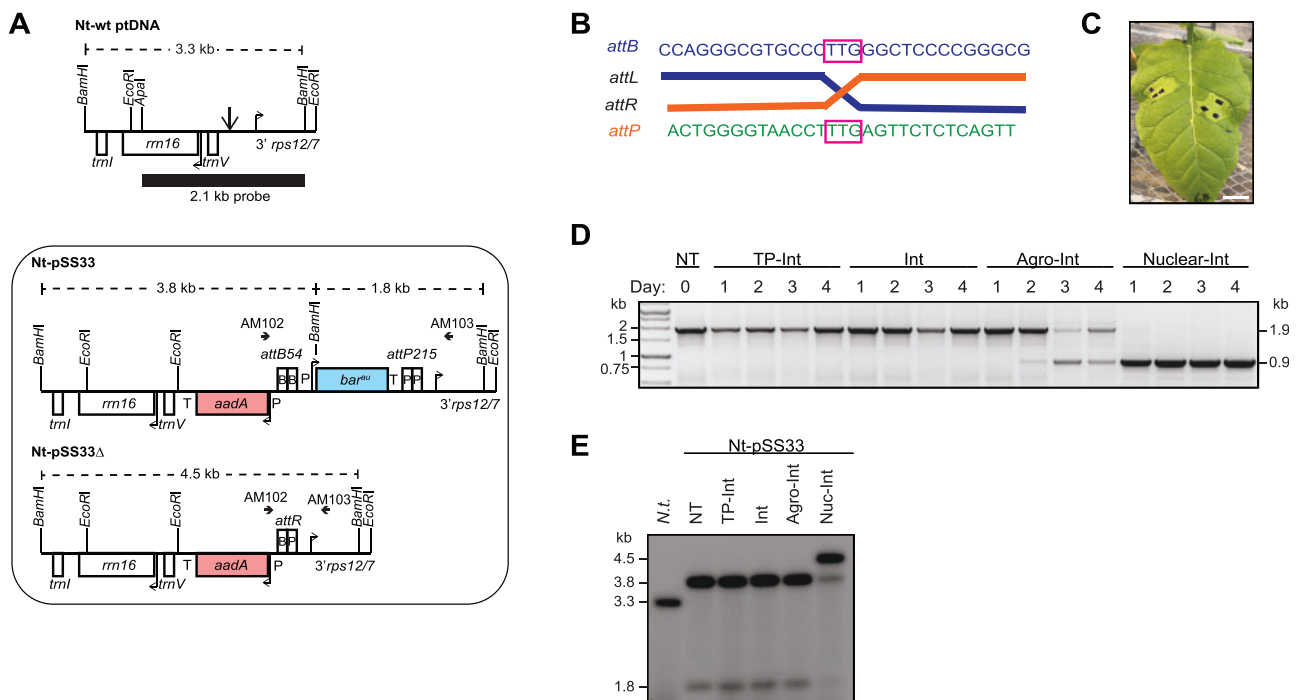 A
Nt-wt ptDNA
3.3 kb
BamHI
EcoRI
ApaI
BamHI
EcoRI
trnI
rrn16
trnV
3' rps12/7
2.1 kb probe
Nt-pSS33
3.8 kb
1.8 kb
BamHI
EcoRI
EcoRI
AM102
BamHI
AM103
BamHI
EcoRI
attB54
attP215
B B P
bar^au
T P P
trnI
rrn16
trnV
T
aadA
P
3'rps12/7
Nt-pSS33Δ
4.5 kb
BamHI
EcoRI
EcoRI
AM102
AM103
BamHI
EcoRI
attR
B P
trnI
rrn16
trnV
T
aadA
P
3'rps12/7
B
attB
CCAGGGCGTGCCCTTGGGCTCCCCGGGCG
attL
attR
attP
ACTGGGGTAACCTTTGAGTTCTCTCAGTT
C
D
NT TP-Int Int Agro-Int Nuclear-Int
Day: 0 1 2 3 4 1 2 3 4 1 2 3 4 1 2 3 4
kb
kb
2
1.5
1
0.75
1.9
0.9
E
Nt-pSS33
N.t.
NT
TP-Int
Int
Agro-Int
Nuc-Int
kb
4.5
3.8
3.3
1.8